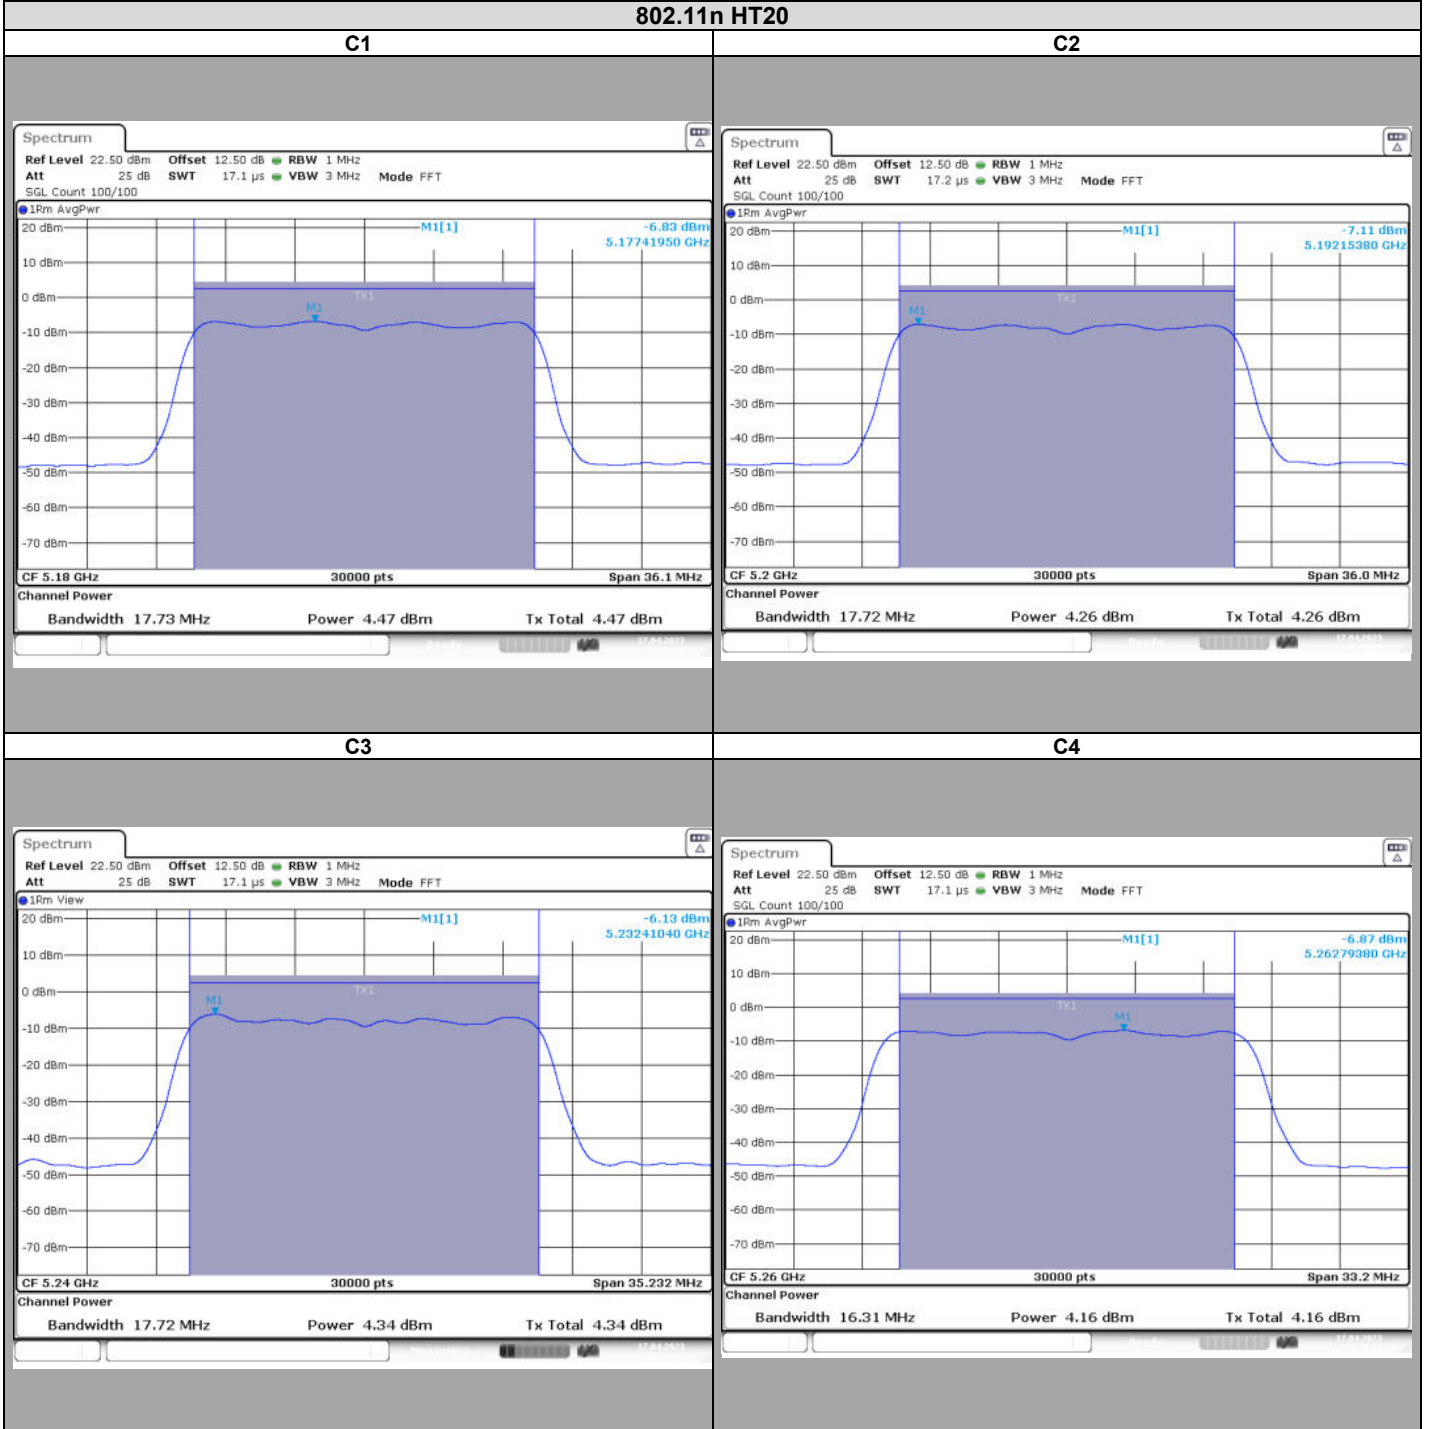 802.11n HT20
C1
C2
Spectrum
Ref Level 22.50 dBm Offset 12.50 dB RBW 1 MHz
Att 25 dB SWT 17.1 µs VBW 3 MHz Mode FFT
SGL Count 100/100
1Rm AvgPwr
M1[1] -6.83 dBm
5.17741950 GHz
20 dBm
10 dBm
0 dBm
-10 dBm
-20 dBm
-30 dBm
-40 dBm
-50 dBm
-60 dBm
-70 dBm
TX1
M1
CF 5.18 GHz 30000 pts Span 36.1 MHz
Channel Power
Bandwidth 17.73 MHz Power 4.47 dBm Tx Total 4.47 dBm
Spectrum
Ref Level 22.50 dBm Offset 12.50 dB RBW 1 MHz
Att 25 dB SWT 17.2 µs VBW 3 MHz Mode FFT
SGL Count 100/100
1Rm AvgPwr
M1[1] -7.11 dBm
5.19215380 GHz
20 dBm
10 dBm
0 dBm
-10 dBm
-20 dBm
-30 dBm
-40 dBm
-50 dBm
-60 dBm
-70 dBm
TX1
M1
CF 5.2 GHz 30000 pts Span 36.0 MHz
Channel Power
Bandwidth 17.72 MHz Power 4.26 dBm Tx Total 4.26 dBm
C3
C4
Spectrum
Ref Level 22.50 dBm Offset 12.50 dB RBW 1 MHz
Att 25 dB SWT 17.1 µs VBW 3 MHz Mode FFT
1Rm View
M1[1] -6.13 dBm
5.23241040 GHz
20 dBm
10 dBm
0 dBm
-10 dBm
-20 dBm
-30 dBm
-40 dBm
-50 dBm
-60 dBm
-70 dBm
TX1
M1
CF 5.24 GHz 30000 pts Span 35.232 MHz
Channel Power
Bandwidth 17.72 MHz Power 4.34 dBm Tx Total 4.34 dBm
Spectrum
Ref Level 22.50 dBm Offset 12.50 dB RBW 1 MHz
Att 25 dB SWT 17.1 µs VBW 3 MHz Mode FFT
SGL Count 100/100
1Rm AvgPwr
M1[1] -6.87 dBm
5.26279380 GHz
20 dBm
10 dBm
0 dBm
-10 dBm
-20 dBm
-30 dBm
-40 dBm
-50 dBm
-60 dBm
-70 dBm
TX1
M1
CF 5.26 GHz 30000 pts Span 33.2 MHz
Channel Power
Bandwidth 16.31 MHz Power 4.16 dBm Tx Total 4.16 dBm